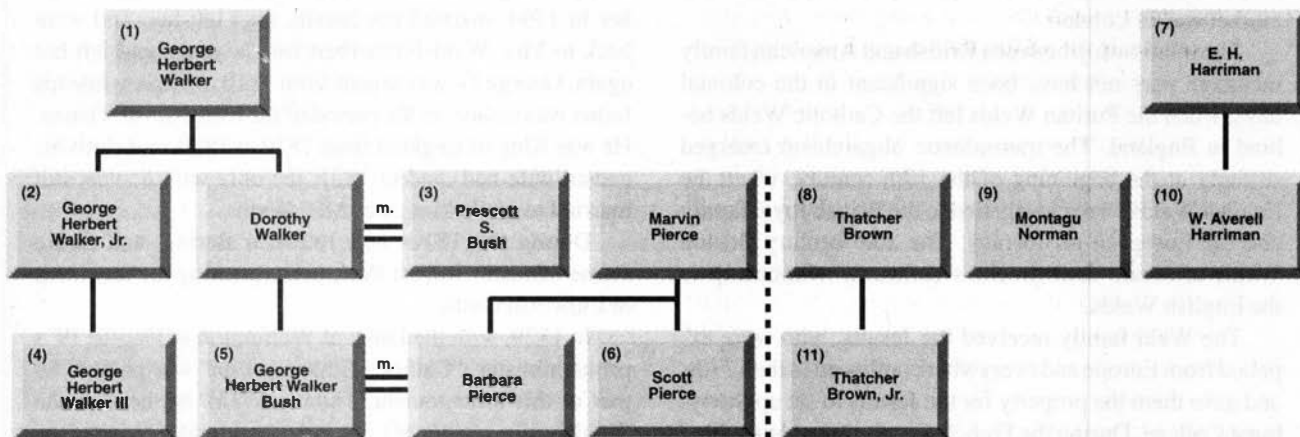 (1)
George
Herbert
Walker
(7)
E. H.
Harriman
(2)
George
Herbert
Walker, Jr.
Dorothy
Walker
m.
(3)
Prescott
S.
Bush
Marvin
Pierce
(8)
Thatcher
Brown
(9)
Montagu
Norman
(10)
W. Averell
Harriman
(4)
George
Herbert
Walker III
(5)
George
Herbert Walker
Bush
m.
Barbara
Pierce
(6)
Scott
Pierce
(11)
Thatcher
Brown, Jr.